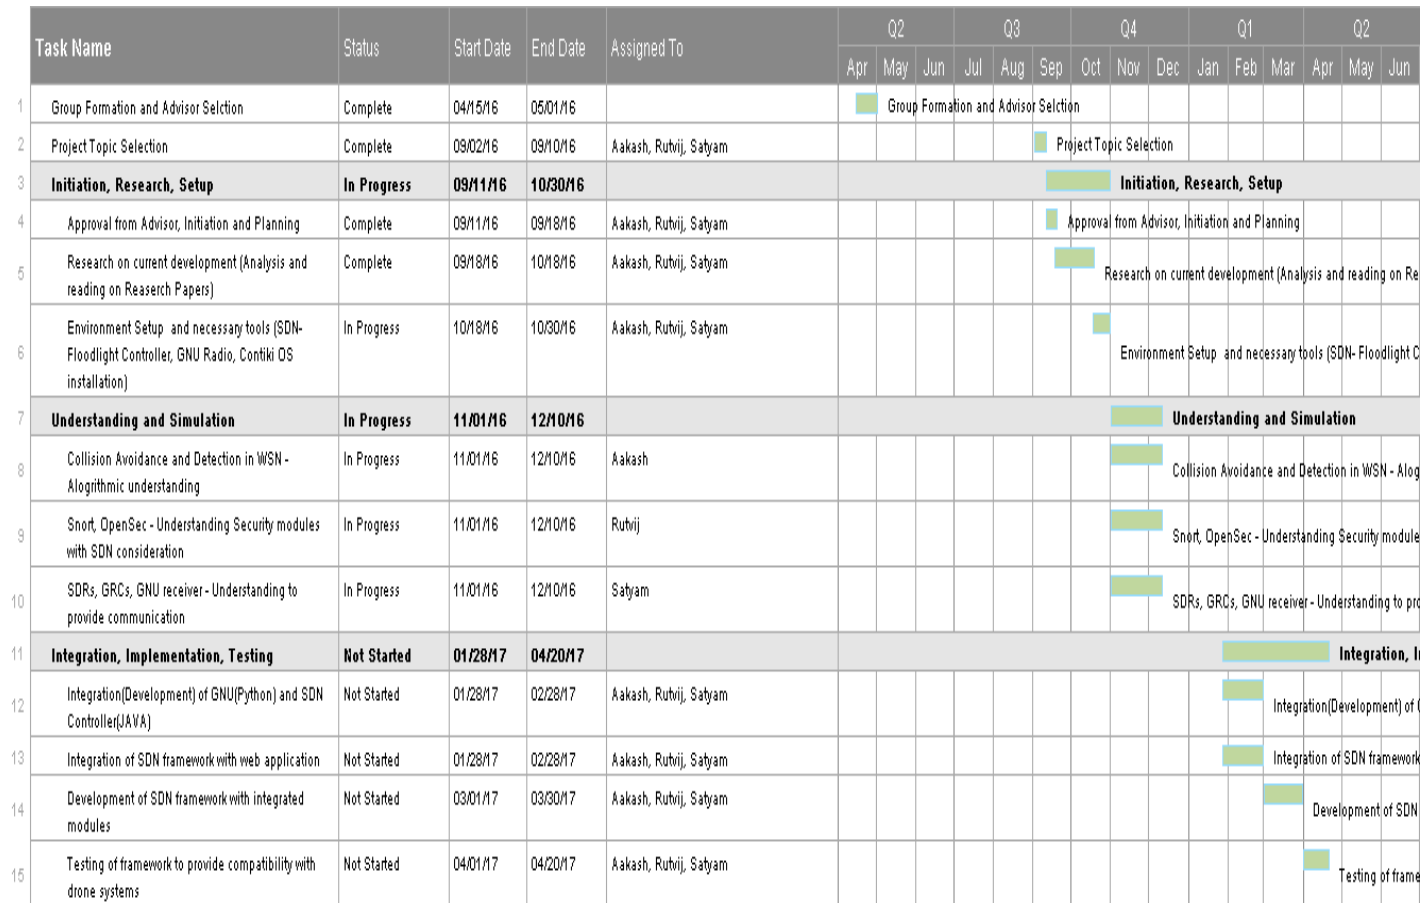 Task Name Status Start Date End Date Assigned To Q2 Q3 Q4 Q1 Q2
Apr May Jun Jul Aug Sep Oct Nov Dec Jan Feb Mar Apr May Jun
1 Group Formation and Advisor Selction Complete 04/15/16 05/01/16 Group Formation and Advisor Selction
2 Project Topic Selection Complete 09/02/16 09/10/16 Aakash, Rutvij, Satyam Project Topic Selection
3 Initiation, Research, Setup In Progress 09/11/16 10/30/16 Initiation, Research, Setup
4 Approval from Advisor, Initiation and Planning Complete 09/11/16 09/18/16 Aakash, Rutvij, Satyam Approval from Advisor, Initiation and Planning
5 Research on current development (Analysis and Complete 09/18/16 10/18/16 Aakash, Rutvij, Satyam
reading on Reaserch Papers) Research on current development (Analysis and reading on Re
6 Environment Setup and necessary tools (SDN- In Progress 10/18/16 10/30/16 Aakash, Rutvij, Satyam
Floodlight Controller, GNU Radio, Contiki OS Environment Setup and necessary tools (SDN- Floodlight C
installation)
7 Understanding and Simulation In Progress 11/01/16 12/10/16 Understanding and Simulation
8 Collision Avoidance and Detection in WSN - In Progress 11/01/16 12/10/16 Aakash
Alogrithmic understanding Collision Avoidance and Detection in WSN - Alog
9 Snort, OpenSec - Understanding Security modules In Progress 11/01/16 12/10/16 Rutvij
with SDN consideration Snort, OpenSec - Understanding Security module
10 SDRs, GRCs, GNU receiver - Understanding to In Progress 11/01/16 12/10/16 Satyam
provide communication SDRs, GRCs, GNU receiver - Understanding to pro
11 Integration, Implementation, Testing Not Started 01/28/17 04/20/17 Integration, I
12 Integration(Development) of GNU(Python) and SDN Not Started 01/28/17 02/28/17 Aakash, Rutvij, Satyam
Controller(JAVA) Integration(Development) of
13 Integration of SDN framework with web application Not Started 01/28/17 02/28/17 Aakash, Rutvij, Satyam Integration of SDN framework
14 Development of SDN framework with integrated Not Started 03/01/17 03/30/17 Aakash, Rutvij, Satyam
modules Development of SDN
15 Testing of framework to provide compatibility with Not Started 04/01/17 04/20/17 Aakash, Rutvij, Satyam
drone systems Testing of frame